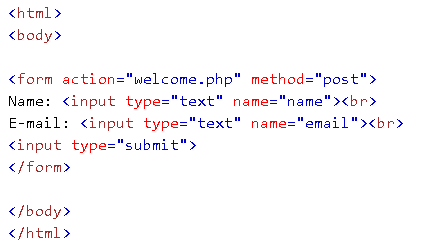 <html>
<body>
<form action="welcome.php" method="post">
Name: <input type="text" name="name"><br>
E-mail: <input type="text" name="email"><br>
<input type="submit">
</form>
</body>
</html>